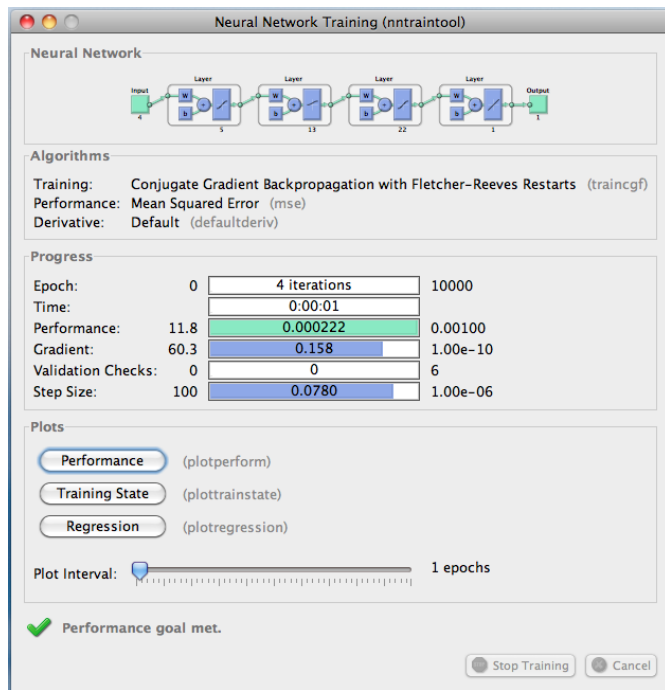 Neural Network Training (nntraintool)
Neural Network
Input Layer Layer Layer Layer Output
W W W W
+ + + +
b b b b
4 5 13 22 1 1
Algorithms
Training: Conjugate Gradient Backpropagation with Fletcher-Reeves Restarts (traincgf)
Performance: Mean Squared Error (mse)
Derivative: Default (defaultderiv)
Progress
Epoch: 0 4 iterations 10000
Time: 0:00:01
Performance: 11.8 0.000222 0.00100
Gradient: 60.3 0.158 1.00e-10
Validation Checks: 0 0 6
Step Size: 100 0.0780 1.00e-06
Plots
Performance (plotperform)
Training State (plottrainstate)
Regression (plotregression)
Plot Interval: 1 epochs
Performance goal met.
Stop Training Cancel